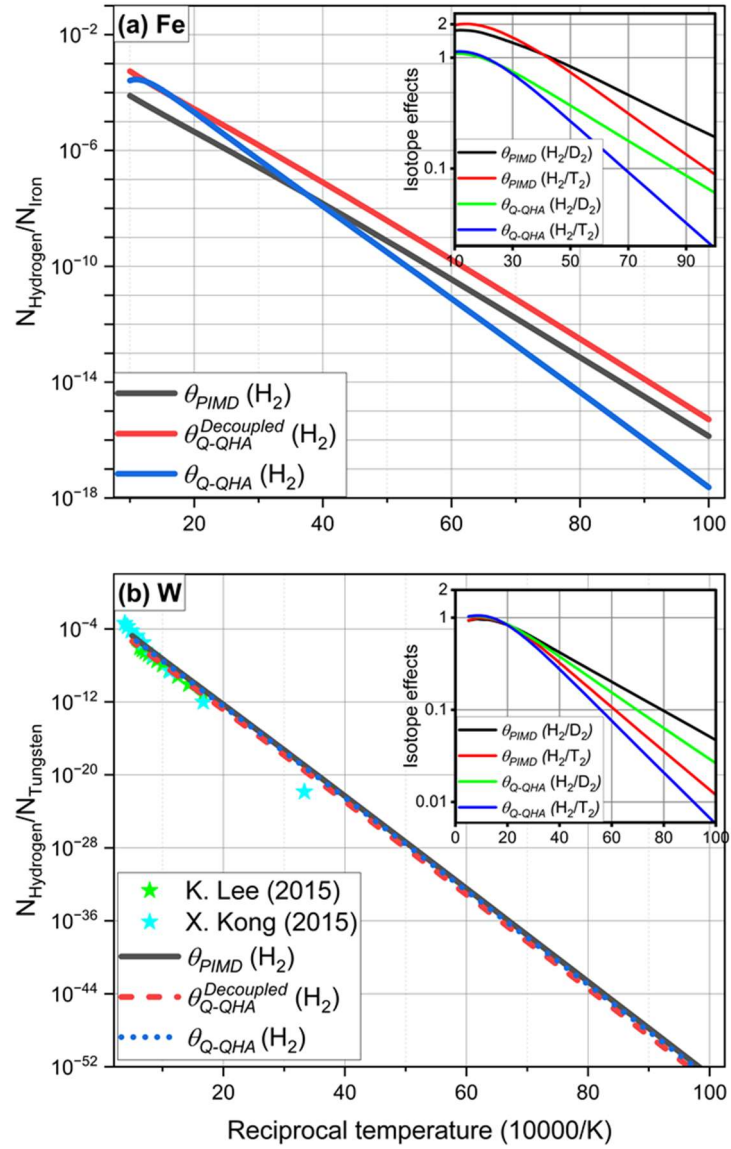 (a) Fe
N_Hydrogen/N_Iron
10⁻²
10⁻⁶
10⁻¹⁰
10⁻¹⁴
10⁻¹⁸
20 40 60 80 100
θ_PIMD (H₂)
θ_Q-QHA^Decoupled (H₂)
θ_Q-QHA (H₂)
Isotope effects
2
1
0.1
10 30 50 70 90
θ_PIMD (H₂/D₂)
θ_PIMD (H₂/T₂)
θ_Q-QHA (H₂/D₂)
θ_Q-QHA (H₂/T₂)
(b) W
N_Hydrogen/N_Tungsten
10⁻⁴
10⁻¹²
10⁻²⁰
10⁻²⁸
10⁻³⁶
10⁻⁴⁴
10⁻⁵²
20 40 60 80 100
K. Lee (2015)
X. Kong (2015)
θ_PIMD (H₂)
θ_Q-QHA^Decoupled (H₂)
θ_Q-QHA (H₂)
Isotope effects
2
1
0.1
0.01
0 20 40 60 80 100
θ_PIMD (H₂/D₂)
θ_PIMD (H₂/T₂)
θ_Q-QHA (H₂/D₂)
θ_Q-QHA (H₂/T₂)
Reciprocal temperature (10000/K)